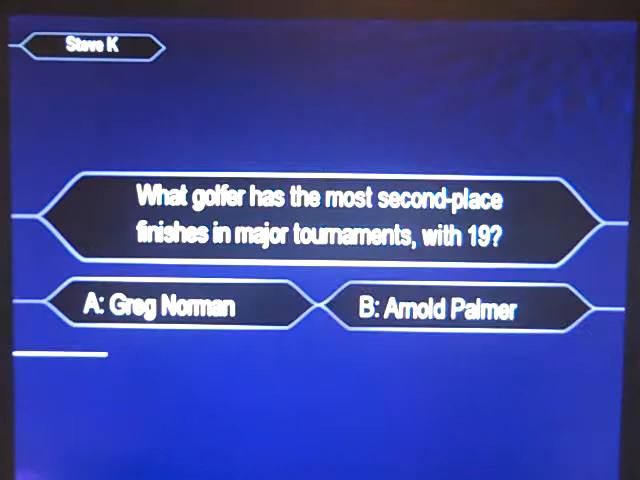 Steve K
What golfer has the most second-place
finishes in major tournaments, with 19?
A: Greg Norman
B: Arnold Palmer